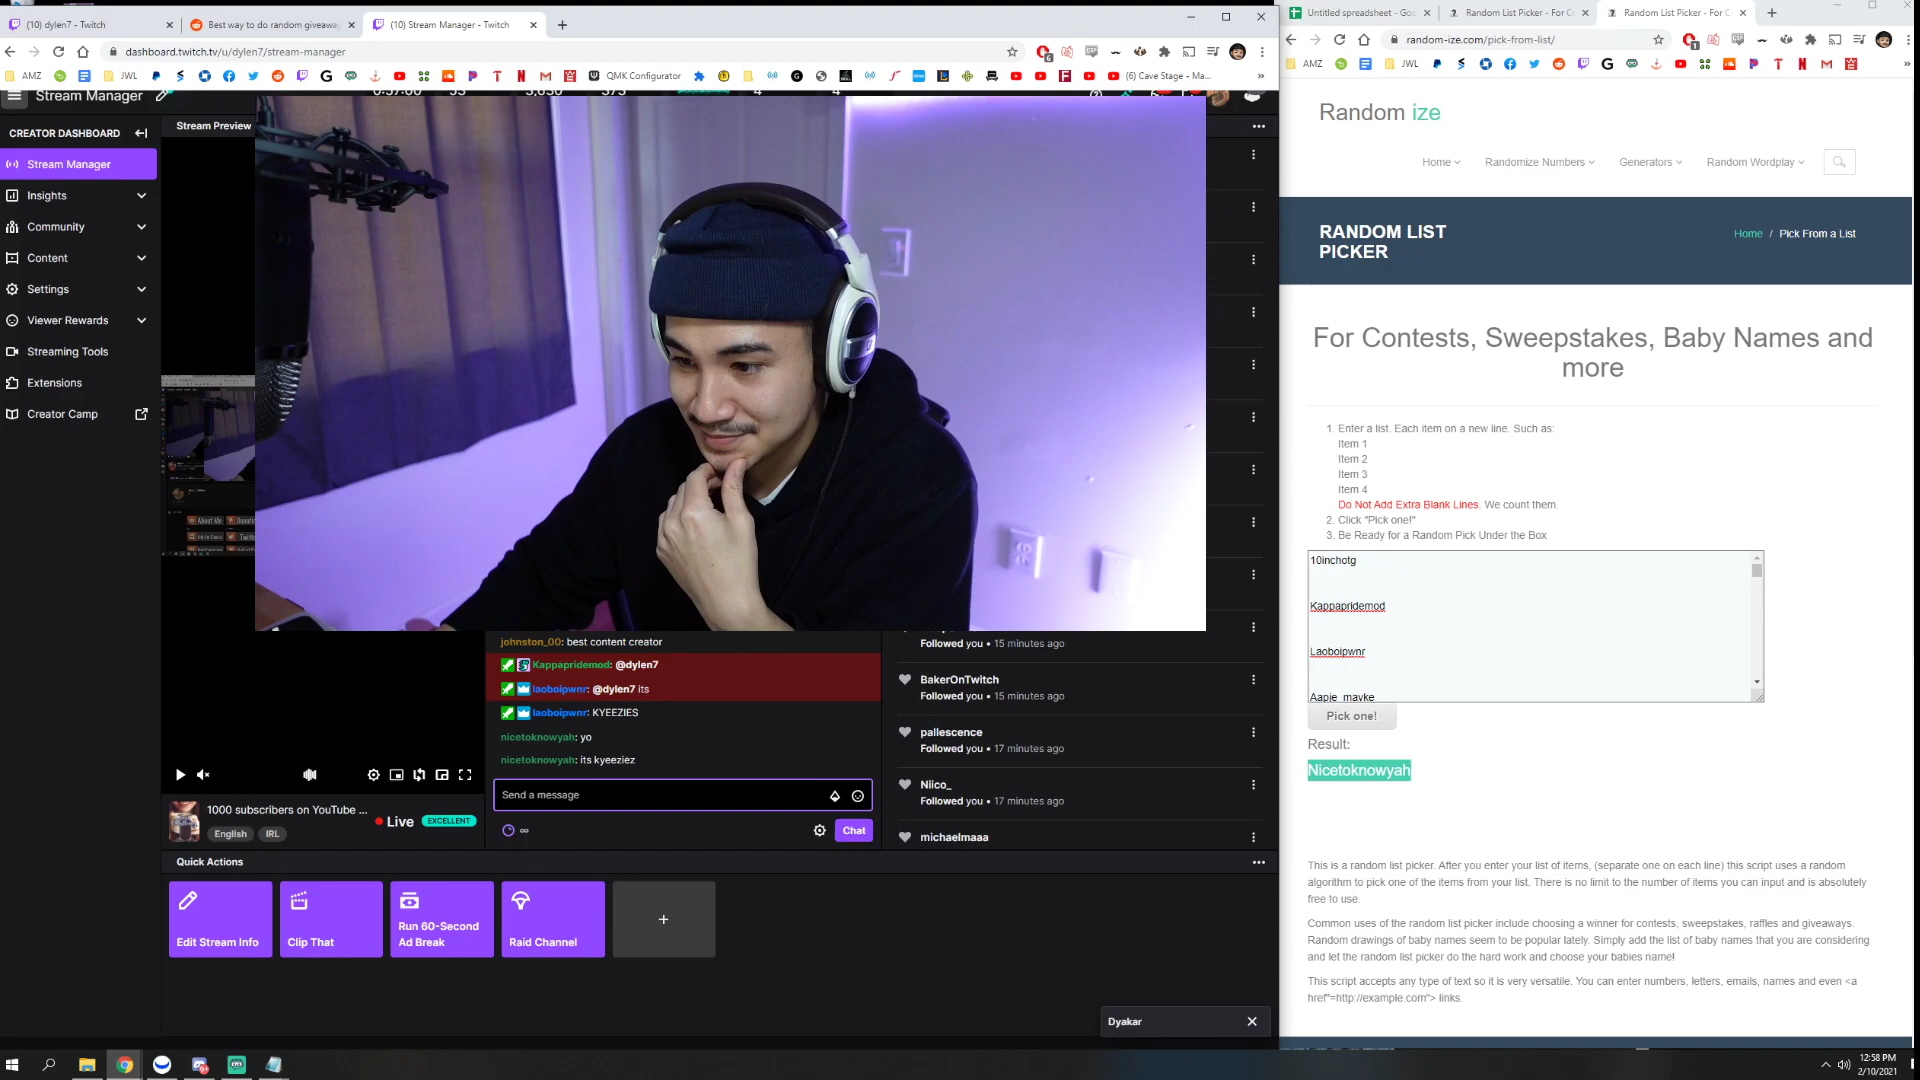 (10) dylen7 - Twitch
Best way to do random giveaway
(10) Stream Manager - Twitch
dashboard.twitch.tv/u/dylen7/stream-manager
AMZ
JWL
QMK Configurator
(6) Cave Stage - Ma...
Stream Manager
0:57:00 53 3,030 573 4 4
CREATOR DASHBOARD
Stream Manager
Insights
Community
Content
Settings
Viewer Rewards
Streaming Tools
Extensions
Creator Camp
Stream Preview
About Me
johnston_00: best content creator
Kappapridemod: @dylen7
laoboipwnr: @dylen7 its
laoboipwnr: KYEEZIES
nicetoknowyah: yo
nicetoknowyah: its kyeeziez
Send a message
Chat
Followed you • 15 minutes ago
BakerOnTwitch
Followed you • 15 minutes ago
pallescence
Followed you • 17 minutes ago
Niico_
Followed you • 17 minutes ago
michaelmaaa
1000 subscribers on YouTube ...
English
IRL
Live
EXCELLENT
Quick Actions
Edit Stream Info
Clip That
Run 60-Second
Ad Break
Raid Channel
Dyakar
Untitled spreadsheet - Goo
Random List Picker - For Co
Random List Picker - For Co
random-ize.com/pick-from-list/
AMZ
JWL
Random ize
Home
Randomize Numbers
Generators
Random Wordplay
RANDOM LIST
PICKER
Home / Pick From a List
For Contests, Sweepstakes, Baby Names and
more
1. Enter a list. Each item on a new line. Such as:
Item 1
Item 2
Item 3
Item 4
Do Not Add Extra Blank Lines. We count them.
2. Click "Pick one!"
3. Be Ready for a Random Pick Under the Box
10inchotg
Kappapridemod
Laoboipwnr
Aapje_mavke
Pick one!
Result:
Nicetoknowyah
This is a random list picker. After you enter your list of items, (separate one on each line) this script uses a random
algorithm to pick one of the items from your list. There is no limit to the number of items you can input and is absolutely
free to use.
Common uses of the random list picker include choosing a winner for contests, sweepstakes, raffles and giveaways.
Random drawings of baby names seem to be popular lately. Simply add the list of baby names that you are considering
and let the random list picker do the hard work and choose your babies name!
This script accepts any type of text so it is very versatile. You can enter numbers, letters, emails, names and even <a
href"=http://example.com"> links.
12:58 PM
2/10/2021